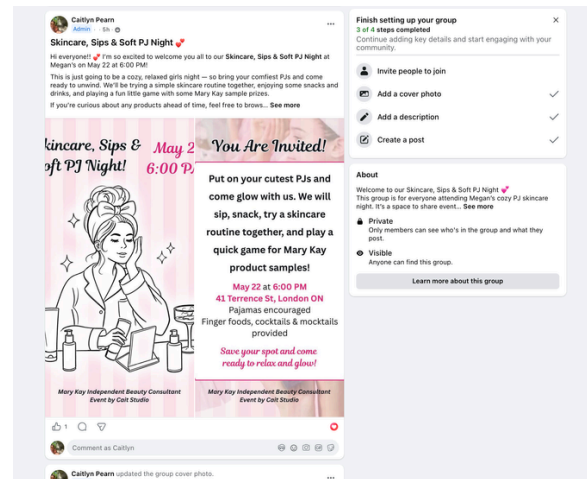 Caitlyn Pearn
Admin · 5h ·
Skincare, Sips & Soft PJ Night 💕
Hi everyone!! 💕 I'm so excited to welcome you all to our Skincare, Sips & Soft PJ Night at
Megan's on May 22 at 6:00 PM!
This is just going to be a cozy, relaxed girls night — so bring your comfiest PJs and come
ready to unwind. We'll be trying a simple skincare routine together, enjoying some snacks and
drinks, and playing a fun little game with some Mary Kay sample prizes.
If you're curious about any products ahead of time, feel free to brows... See more
kincare, Sips &
oft PJ Night!
May 2
6:00 P
Mary Kay Independent Beauty Consultant
Event by Cait Studio
You Are Invited!
Put on your cutest PJs and
come glow with us. We will
sip, snack, try a skincare
routine together, and play a
quick game for Mary Kay
product samples!
May 22 at 6:00 PM
41 Terrence St, London ON
Pajamas encouraged
Finger foods, cocktails & mocktails
provided
Save your spot and come
ready to relax and glow!
Mary Kay Independent Beauty Consultant
Event by Cait Studio
1
Comment as Caitlyn
Caitlyn Pearn updated the group cover photo.
Finish setting up your group
3 of 4 steps completed
Continue adding key details and start engaging with your
community.
Invite people to join
Add a cover photo
Add a description
Create a post
About
Welcome to our Skincare, Sips & Soft PJ Night 💕
This group is for everyone attending Megan's cozy PJ skincare
night. It's a space to share event... See more
Private
Only members can see who's in the group and what they
post.
Visible
Anyone can find this group.
Learn more about this group